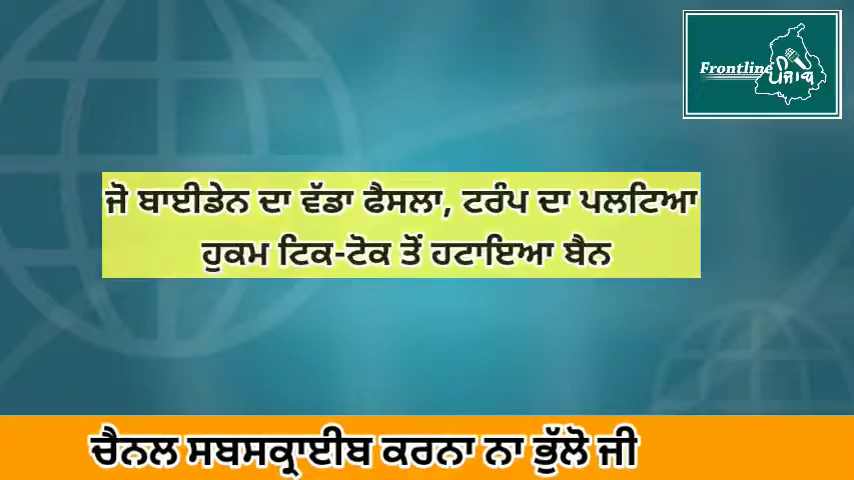 Frontline
ਪੰਜਾਬ
ਜੋ ਬਾਈਡੇਨ ਦਾ ਵੱਡਾ ਫੈਸਲਾ, ਟਰੰਪ ਦਾ ਪਲਟਿਆ
ਹੁਕਮ ਟਿਕ-ਟੋਕ ਤੋਂ ਹਟਾਇਆ ਬੈਨ
ਚੈਨਲ ਸਬਸਕ੍ਰਾਈਬ ਕਰਨਾ ਨਾ ਭੁੱਲੋ ਜੀ